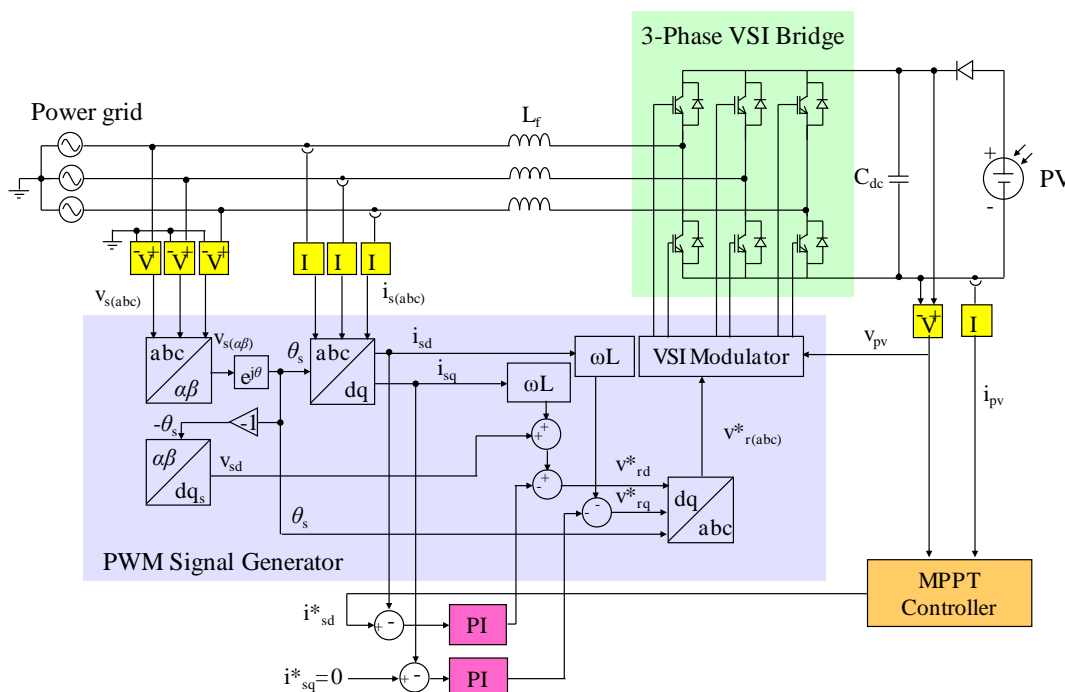 3-Phase VSI Bridge
Power grid
L_f
+
C_dc
PV
-
- + - + - +
V V V
I I I
v_s(abc)
i_s(abc)
- +
V
I
v_pv
i_pv
abc
αβ
v_s(αβ)
e^jθ
θ_s
abc
dq
i_sd
i_sq
ωL
ωL
VSI Modulator
-θ_s
-1
αβ
dq_s
v_sd
+
+
+
-
v*_rd
v*_rq
- -
v*_r(abc)
dq
abc
θ_s
PWM Signal Generator
MPPT
Controller
i*_sd
+ -
PI
i*_sq=0
+ -
PI